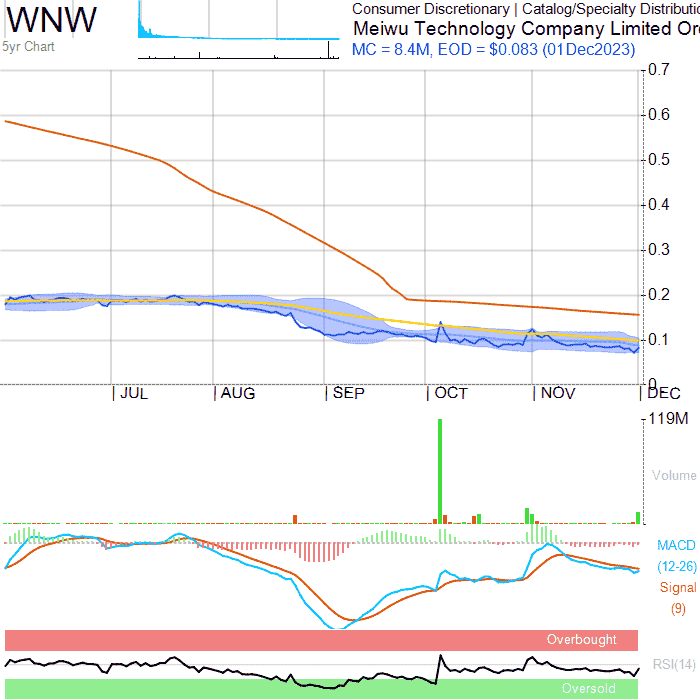 WNW
5yr Chart
Consumer Discretionary | Catalog/Specialty Distributio
Meiwu Technology Company Limited Or
MC = 8.4M, EOD = $0.083 (01Dec2023)
0.7
0.6
0.5
0.4
0.3
0.2
0.1
0
JUL AUG SEP OCT NOV DEC
119M
Volume
MACD
(12-26)
Signal
(9)
Overbought
RSI(14)
Oversold